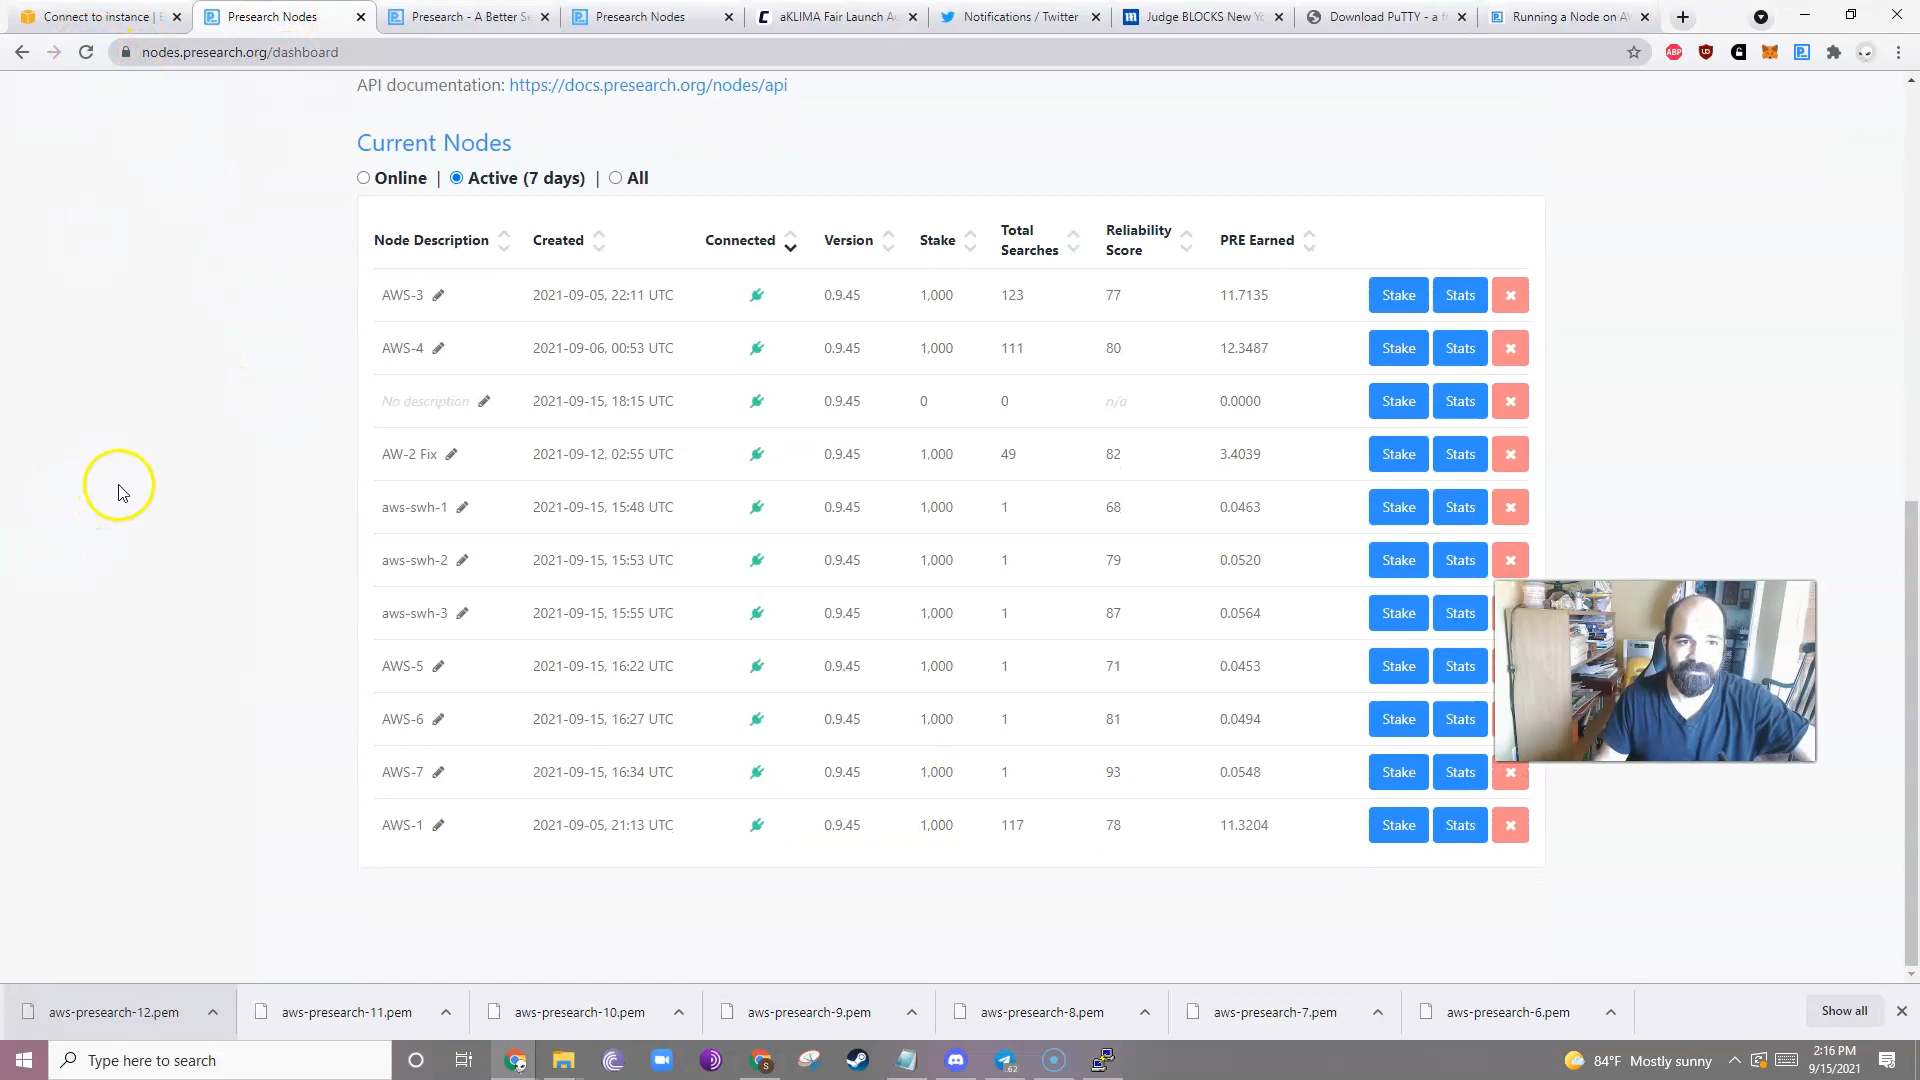 Connect to instance | E
Presearch Nodes
Presearch - A Better Se
Presearch Nodes
aKLIMA Fair Launch Au
Notifications / Twitter
Judge BLOCKS New Yo
Download PuTTY - a f
Running a Node on AW
nodes.presearch.org/dashboard
API documentation: https://docs.presearch.org/nodes/api
Current Nodes
Online | Active (7 days) | All
Node Description Created Connected Version Stake Total Searches Reliability Score PRE Earned
AWS-3 2021-09-05, 22:11 UTC 0.9.45 1,000 123 77 11.7135 Stake Stats
AWS-4 2021-09-06, 00:53 UTC 0.9.45 1,000 111 80 12.3487 Stake Stats
No description 2021-09-15, 18:15 UTC 0.9.45 0 0 n/a 0.0000 Stake Stats
AW-2 Fix 2021-09-12, 02:55 UTC 0.9.45 1,000 49 82 3.4039 Stake Stats
aws-swh-1 2021-09-15, 15:48 UTC 0.9.45 1,000 1 68 0.0463 Stake Stats
aws-swh-2 2021-09-15, 15:53 UTC 0.9.45 1,000 1 79 0.0520 Stake Stats
aws-swh-3 2021-09-15, 15:55 UTC 0.9.45 1,000 1 87 0.0564 Stake Stats
AWS-5 2021-09-15, 16:22 UTC 0.9.45 1,000 1 71 0.0453 Stake Stats
AWS-6 2021-09-15, 16:27 UTC 0.9.45 1,000 1 81 0.0494 Stake Stats
AWS-7 2021-09-15, 16:34 UTC 0.9.45 1,000 1 93 0.0548 Stake Stats
AWS-1 2021-09-05, 21:13 UTC 0.9.45 1,000 117 78 11.3204 Stake Stats
aws-presearch-12.pem
aws-presearch-11.pem
aws-presearch-10.pem
aws-presearch-9.pem
aws-presearch-8.pem
aws-presearch-7.pem
aws-presearch-6.pem
Show all
Type here to search
84°F Mostly sunny
2:16 PM
9/15/2021